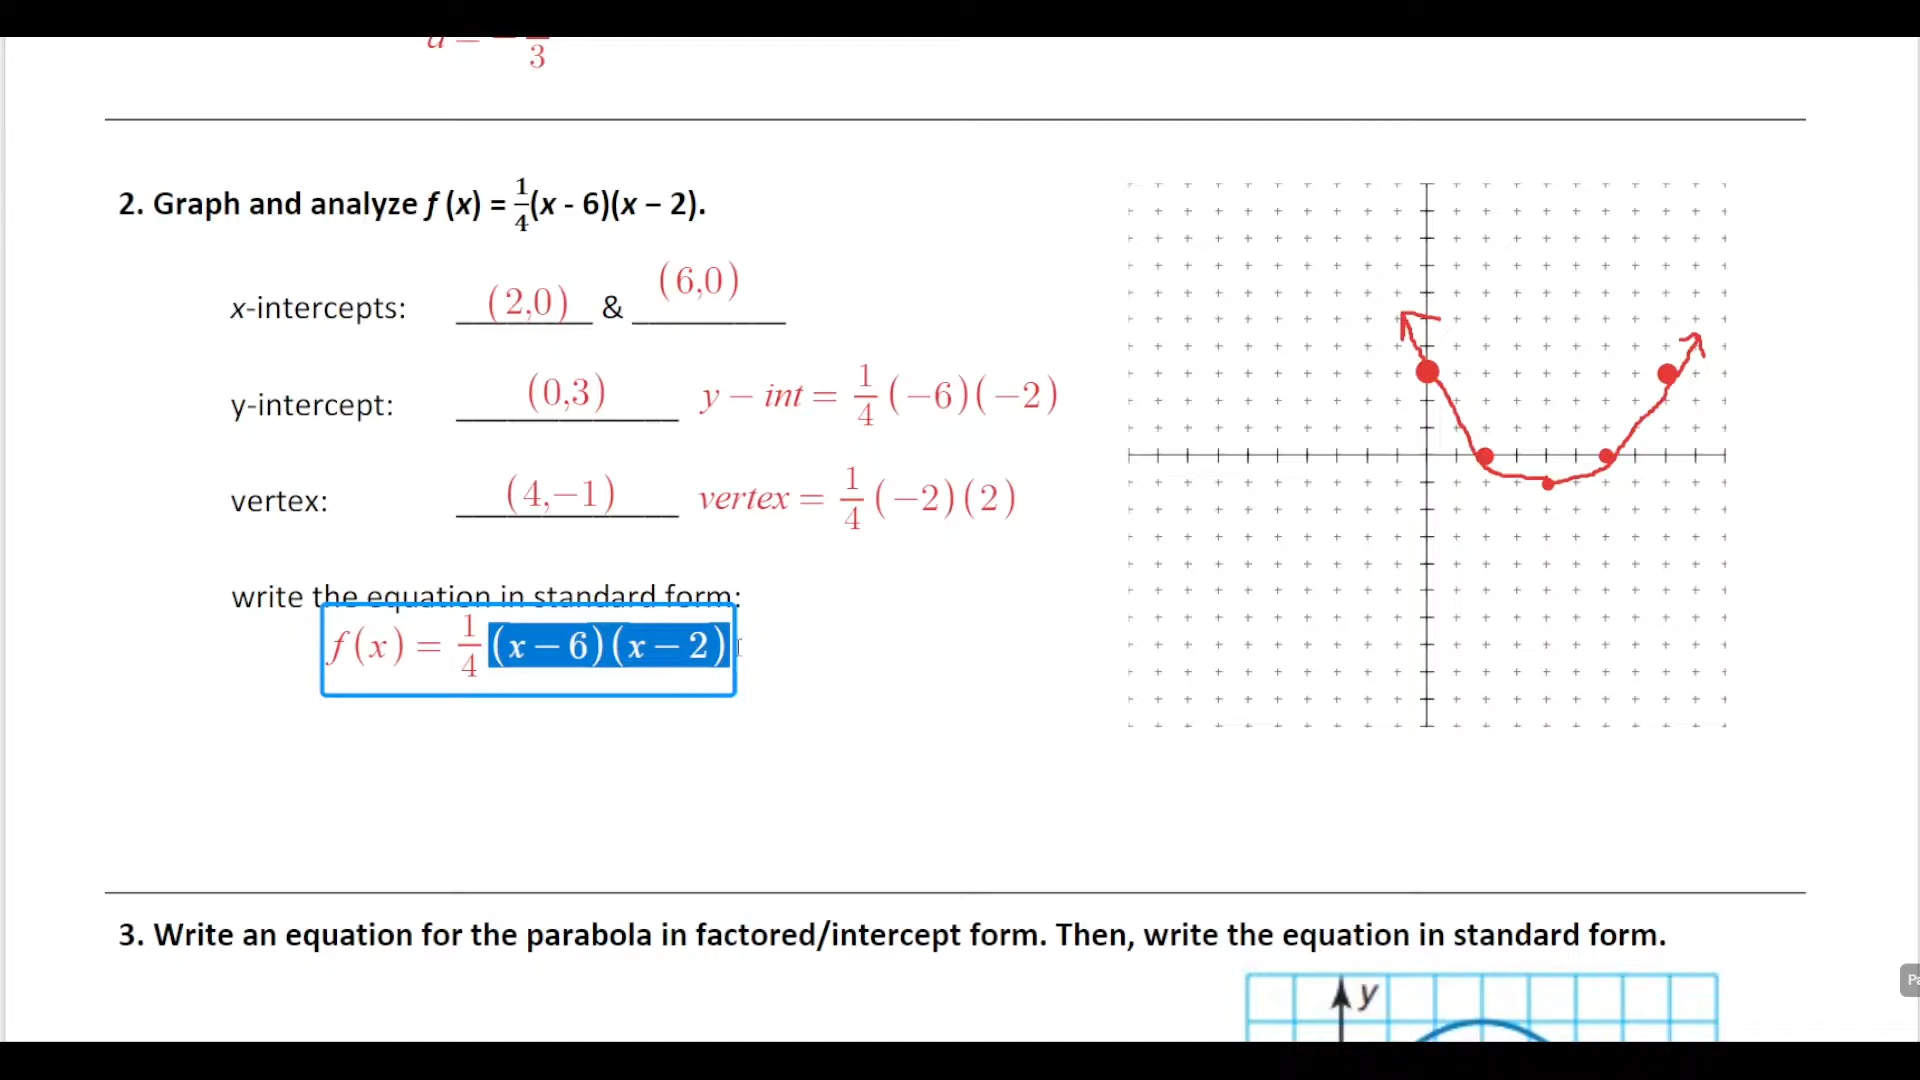 a = - 3
2. Graph and analyze f (x) = 1/4(x - 6)(x – 2).
x-intercepts: (2,0) & (6,0)
y-intercept: (0,3) y – int = 1/4 (−6)(−2)
vertex: (4,−1) vertex = 1/4 (−2)(2)
write the equation in standard form:
f(x) = 1/4 (x − 6)(x − 2)
3. Write an equation for the parabola in factored/intercept form. Then, write the equation in standard form.
y